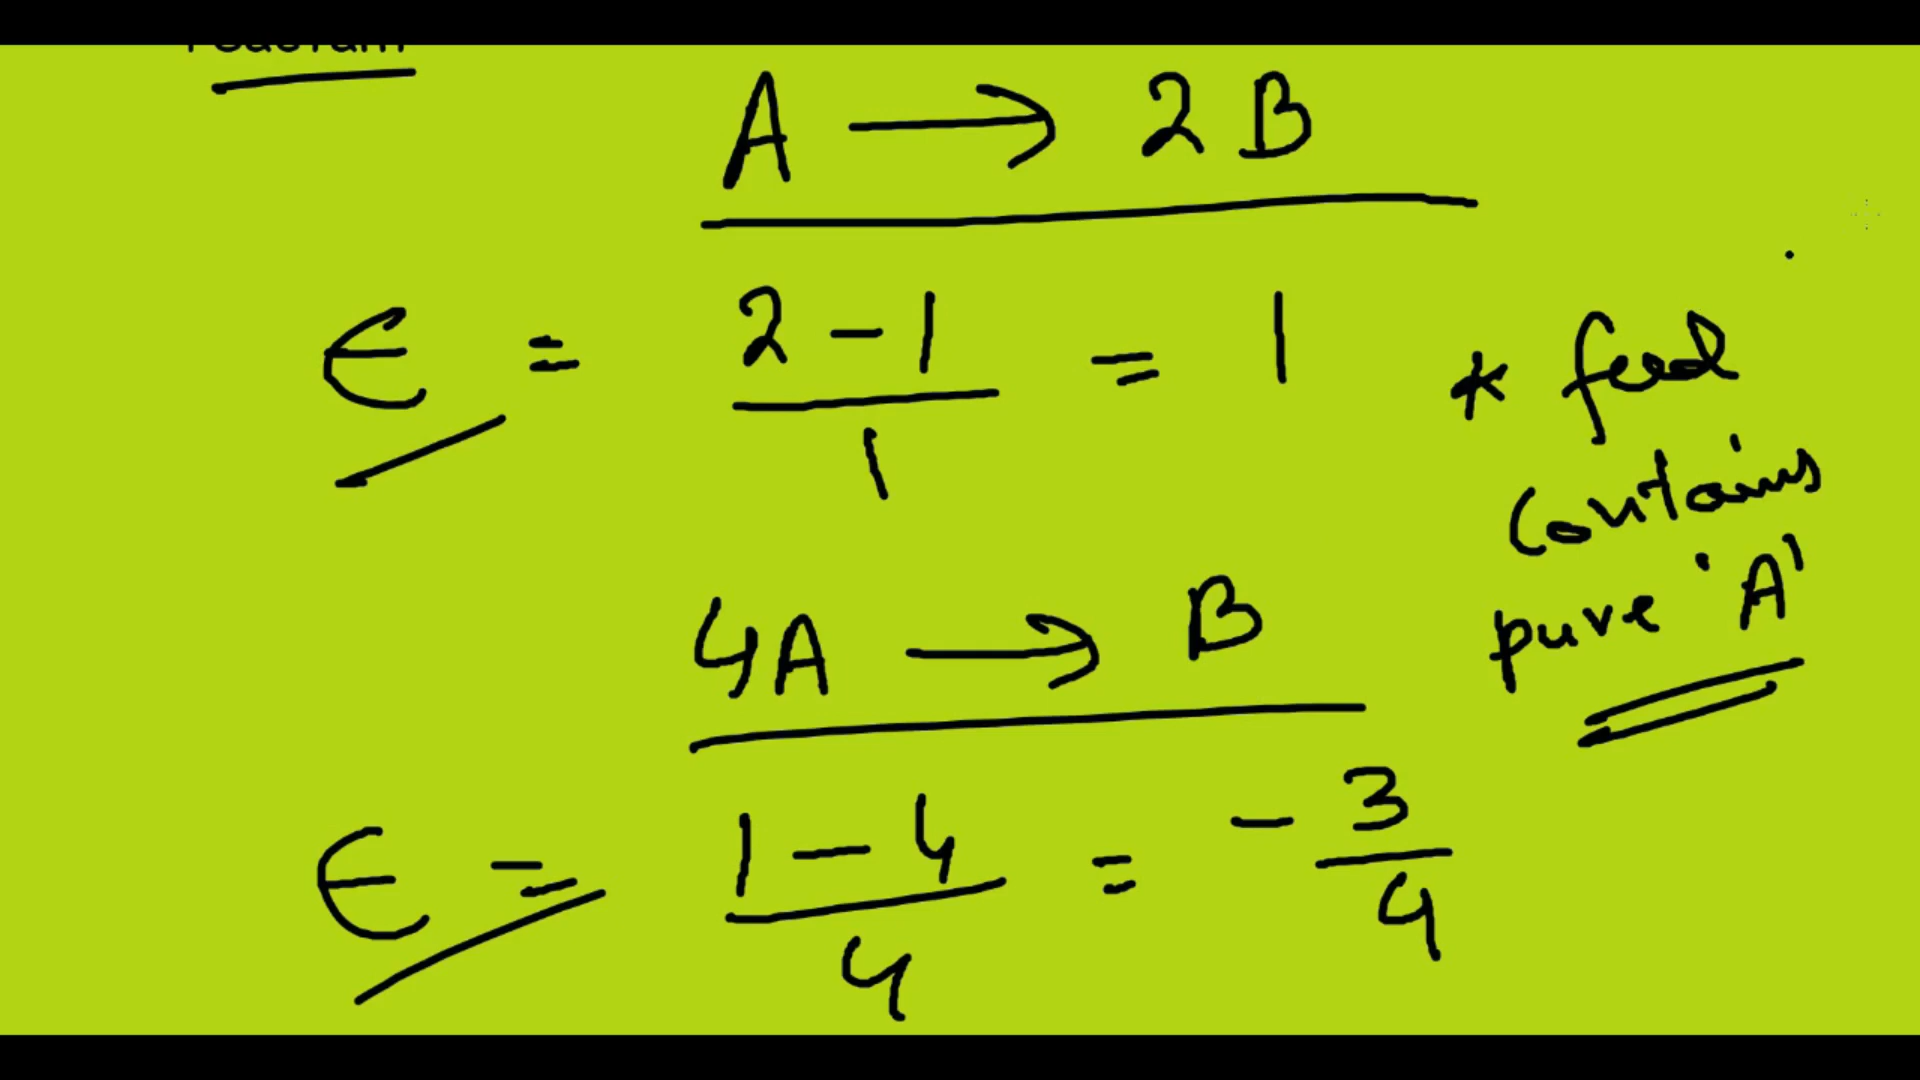 A → 2B
ϵ = 2 - 1 / 1 = 1
* feed
contains
pure 'A'
4A → B
ϵ = 1 - 4 / 4 = - 3 / 4